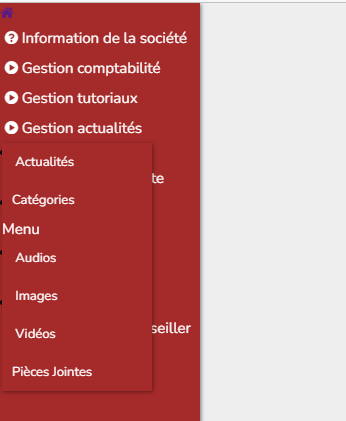 Information de la société
Gestion comptabilité
Gestion tutoriaux
Gestion actualités
Actualités
te
Catégories
Menu
Audios
Images
seiller
Vidéos
Pièces Jointes